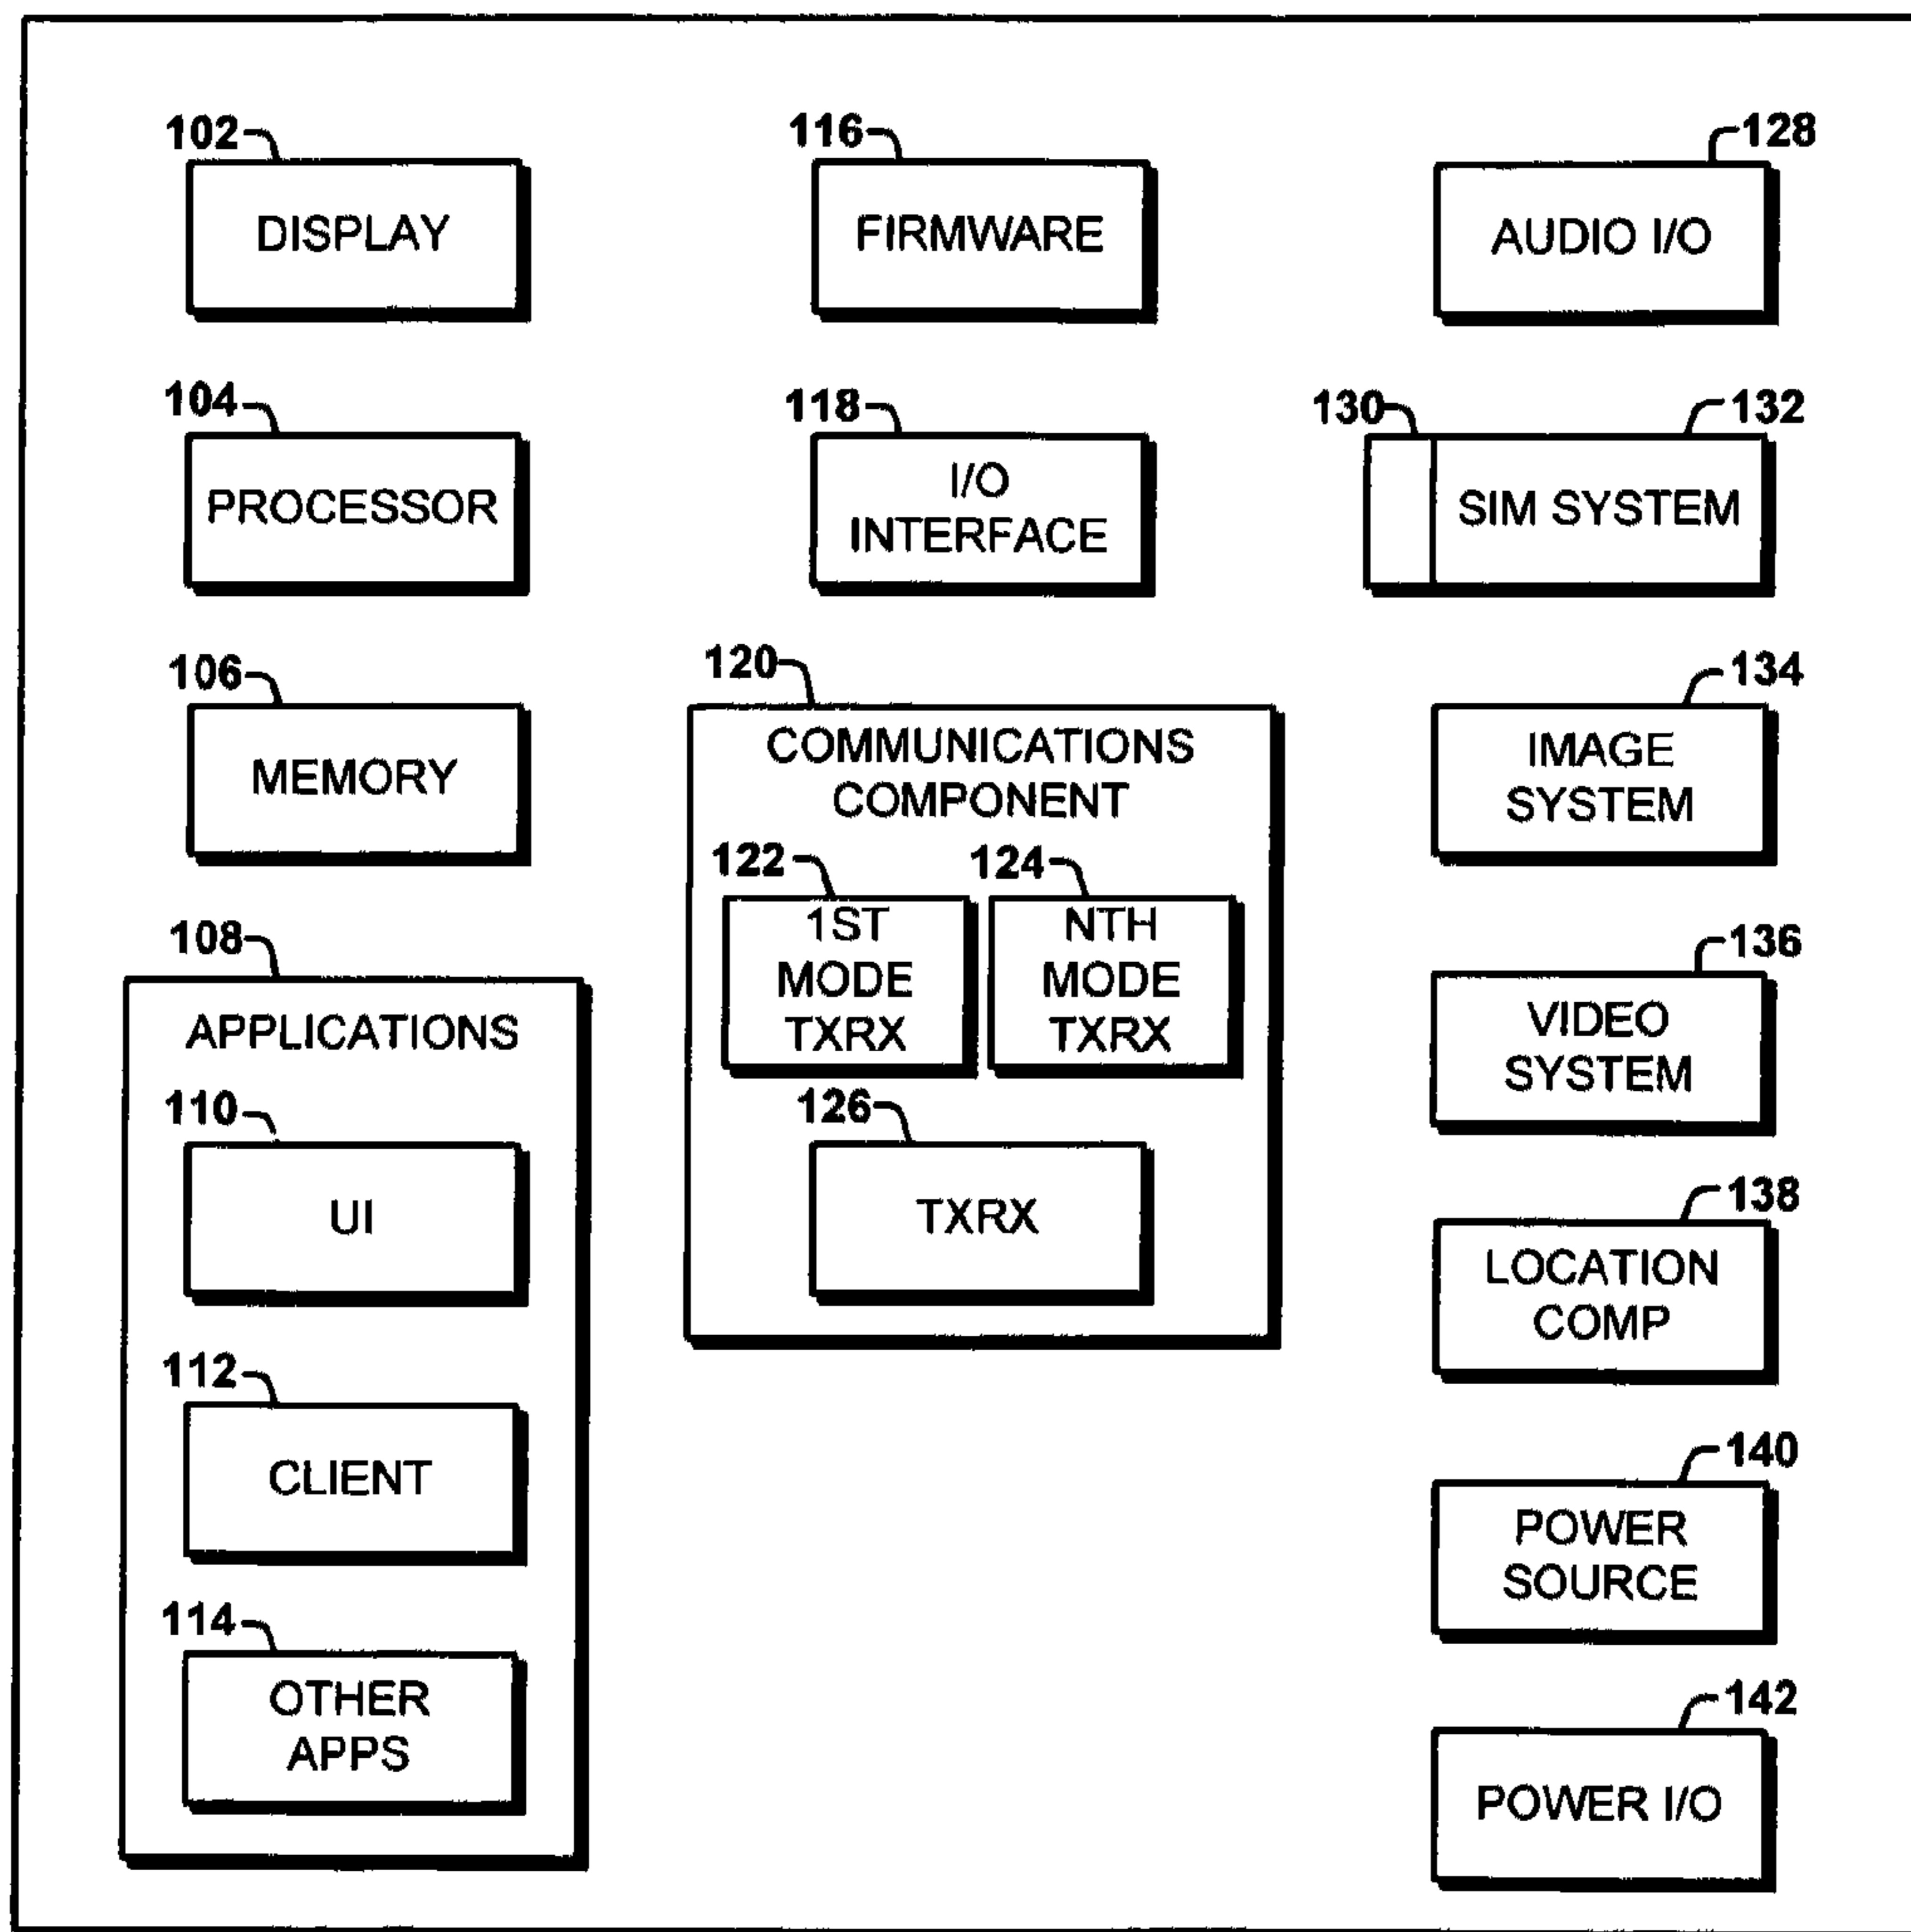 102
DISPLAY
104
PROCESSOR
106
MEMORY
108
APPLICATIONS
110
UI
112
CLIENT
114
OTHER
APPS
116
FIRMWARE
118
I/O
INTERFACE
120
COMMUNICATIONS
COMPONENT
122
1ST
MODE
TXRX
124
NTH
MODE
TXRX
126
TXRX
128
AUDIO I/O
130
132
SIM SYSTEM
134
IMAGE
SYSTEM
136
VIDEO
SYSTEM
138
LOCATION
COMP
140
POWER
SOURCE
142
POWER I/O